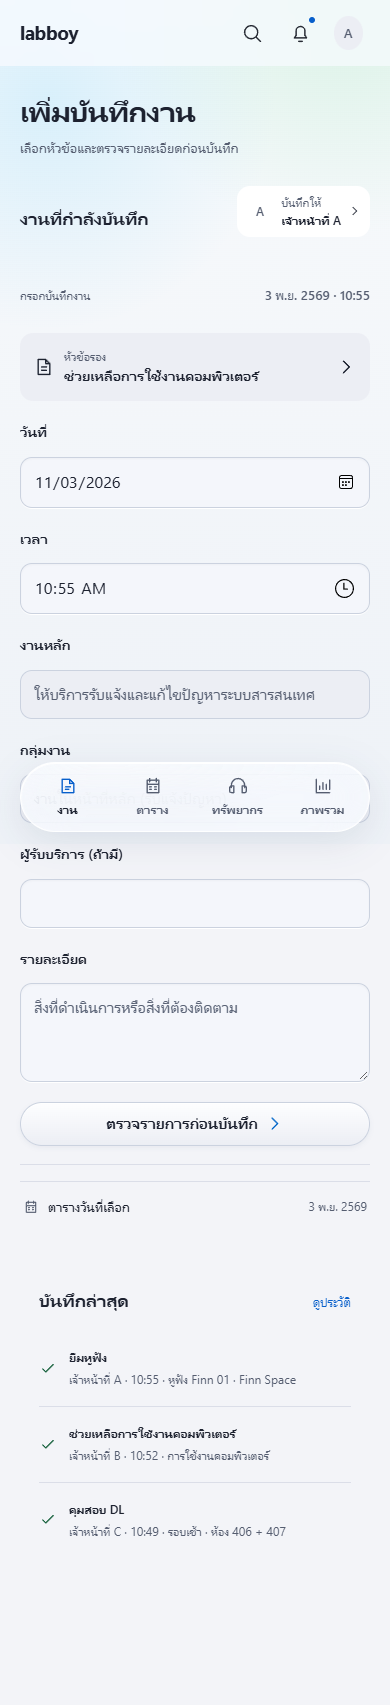 labboy
A
เพิ่มบันทึกงาน
เลือกหัวข้อและตรวจรายละเอียดก่อนบันทึก
งานที่กำลังบันทึก
A
บันทึกให้
เจ้าหน้าที่ A
กรอกบันทึกงาน
3 พ.ย. 2569 · 10:55
หัวข้อรอง
ช่วยเหลือการใช้งานคอมพิวเตอร์
วันที่
11/03/2026
เวลา
10:55 AM
งานหลัก
ให้บริการรับแจ้งและแก้ไขปัญหาระบบสารสนเทศ
กลุ่มงาน
งาน
ตาราง
ทรัพยากร
ภาพรวม
ผู้รับบริการ (ถ้ามี)
รายละเอียด
สิ่งที่ดำเนินการหรือสิ่งที่ต้องติดตาม
ตรวจรายการก่อนบันทึก
ตารางวันที่เลือก
3 พ.ย. 2569
บันทึกล่าสุด
ดูประวัติ
ยืมหูฟัง
เจ้าหน้าที่ A · 10:55 · หูฟัง Finn 01 · Finn Space
ช่วยเหลือการใช้งานคอมพิวเตอร์
เจ้าหน้าที่ B · 10:52 · การใช้งานคอมพิวเตอร์
คุมสอบ DL
เจ้าหน้าที่ C · 10:49 · รอบเช้า · ห้อง 406 + 407